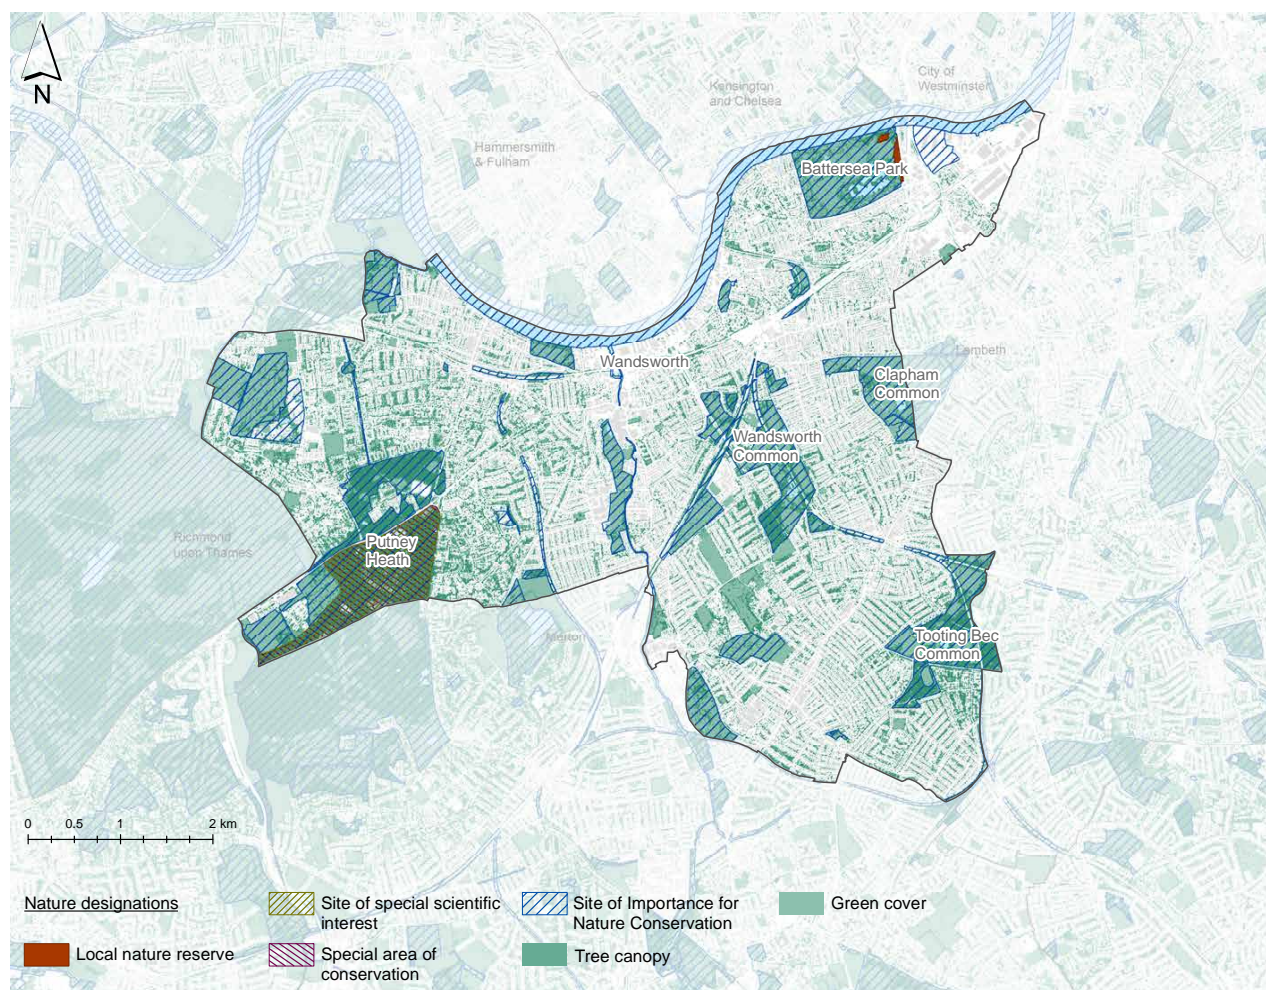 N
City of
Westminster
Kensington
and Chelsea
Hammersmith
& Fulham
Battersea Park
Lambeth
Wandsworth
Clapham
Common
Wandsworth
Common
Richmond
upon Thames
Putney
Heath
Merton
Tooting Bec
Common
0 0.5 1 2 km
Nature designations
Local nature reserve
Site of special scientific
interest
Special area of
conservation
Site of Importance for
Nature Conservation
Tree canopy
Green cover